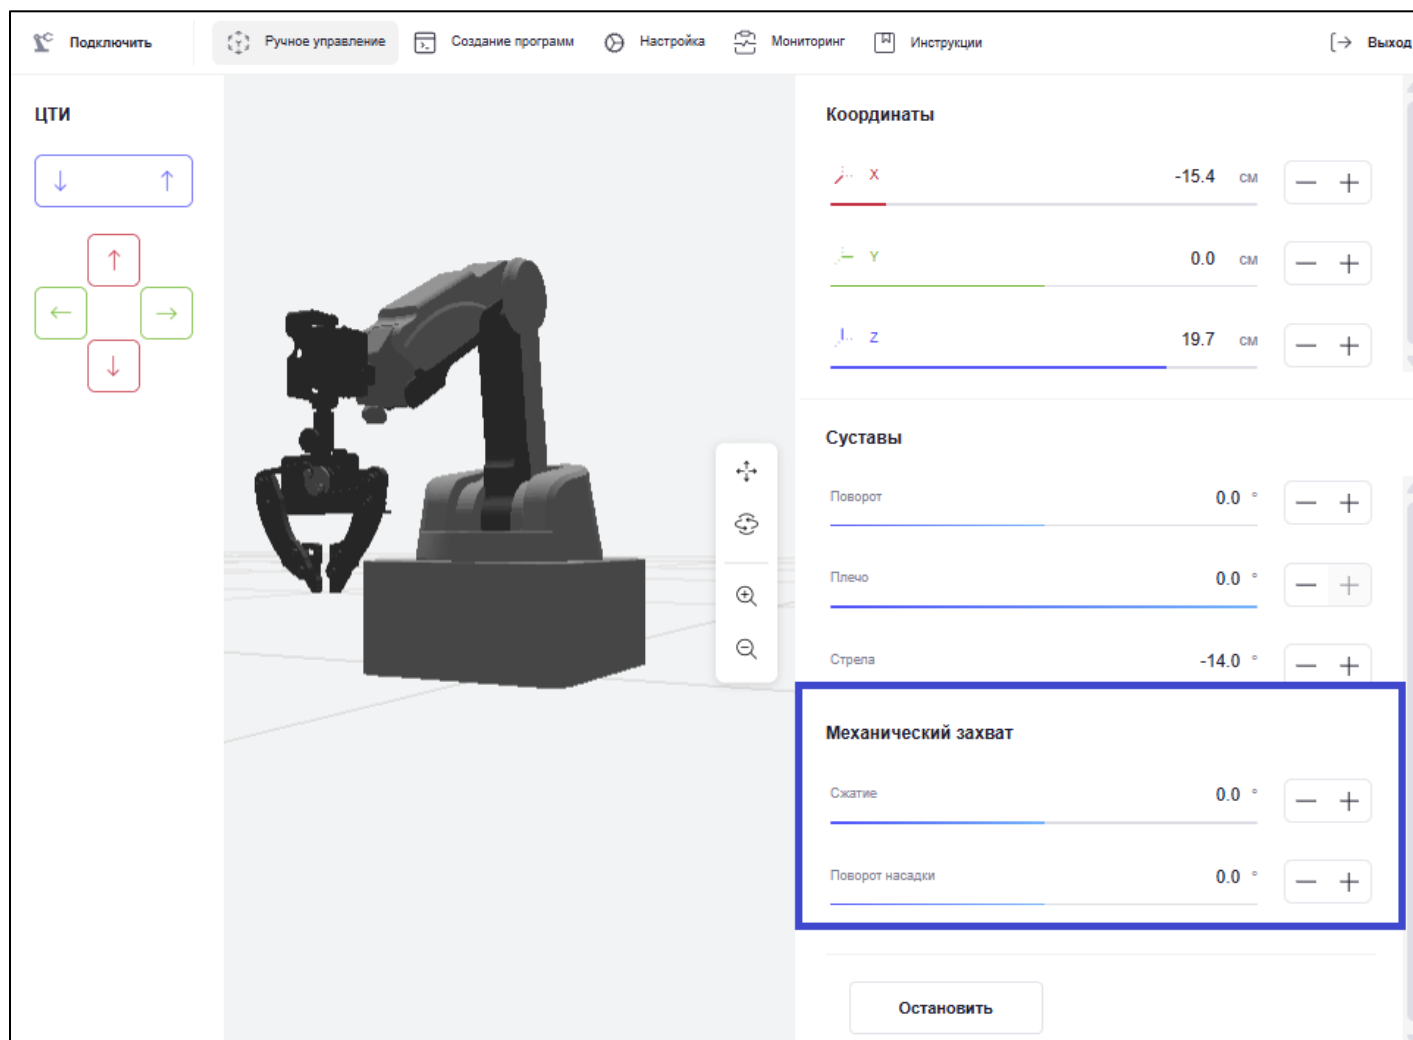 Подключить
Ручное управление
Создание программ
Настройка
Мониторинг
Инструкции
Выход
ЦТИ
Координаты
X -15.4 см
Y 0.0 см
Z 19.7 см
Суставы
Поворот 0.0 °
Плечо 0.0 °
Стрела -14.0 °
Механический захват
Сжатие 0.0 °
Поворот насадки 0.0 °
Остановить